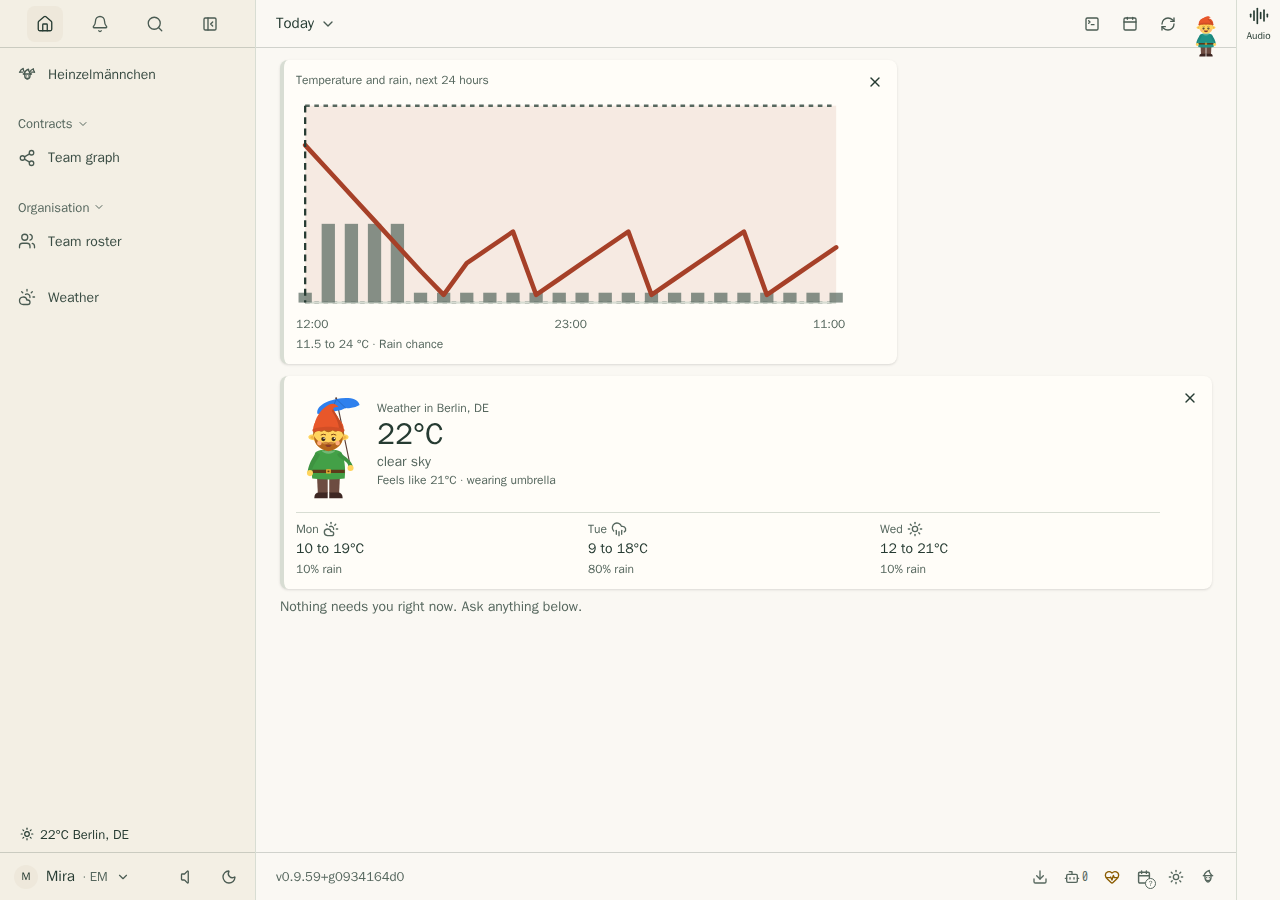 Today
Audio
Heinzelmännchen
Contracts
Team graph
Organisation
Team roster
Weather
Temperature and rain, next 24 hours
12:00 23:00 11:00
11.5 to 24 °C · Rain chance
Weather in Berlin, DE
22°C
clear sky
Feels like 21°C · wearing umbrella
Mon Tue Wed
10 to 19°C 9 to 18°C 12 to 21°C
10% rain 80% rain 10% rain
Nothing needs you right now. Ask anything below.
22°C Berlin, DE
M Mira · EM
v0.9.59+g0934164d0
0
?